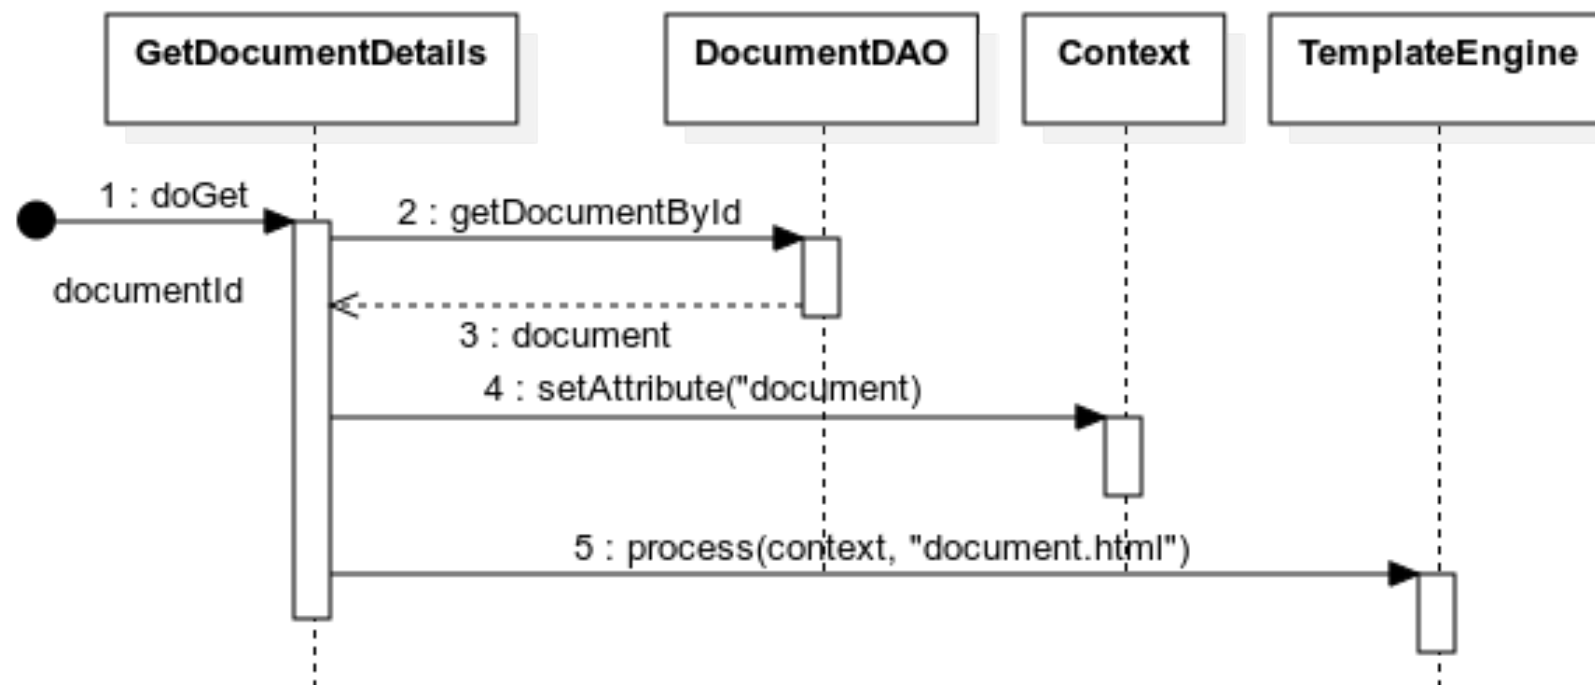 GetDocumentDetails
DocumentDAO
Context
TemplateEngine
1 : doGet
2 : getDocumentById
documentId
3 : document
4 : setAttribute("document)
5 : process(context, "document.html")